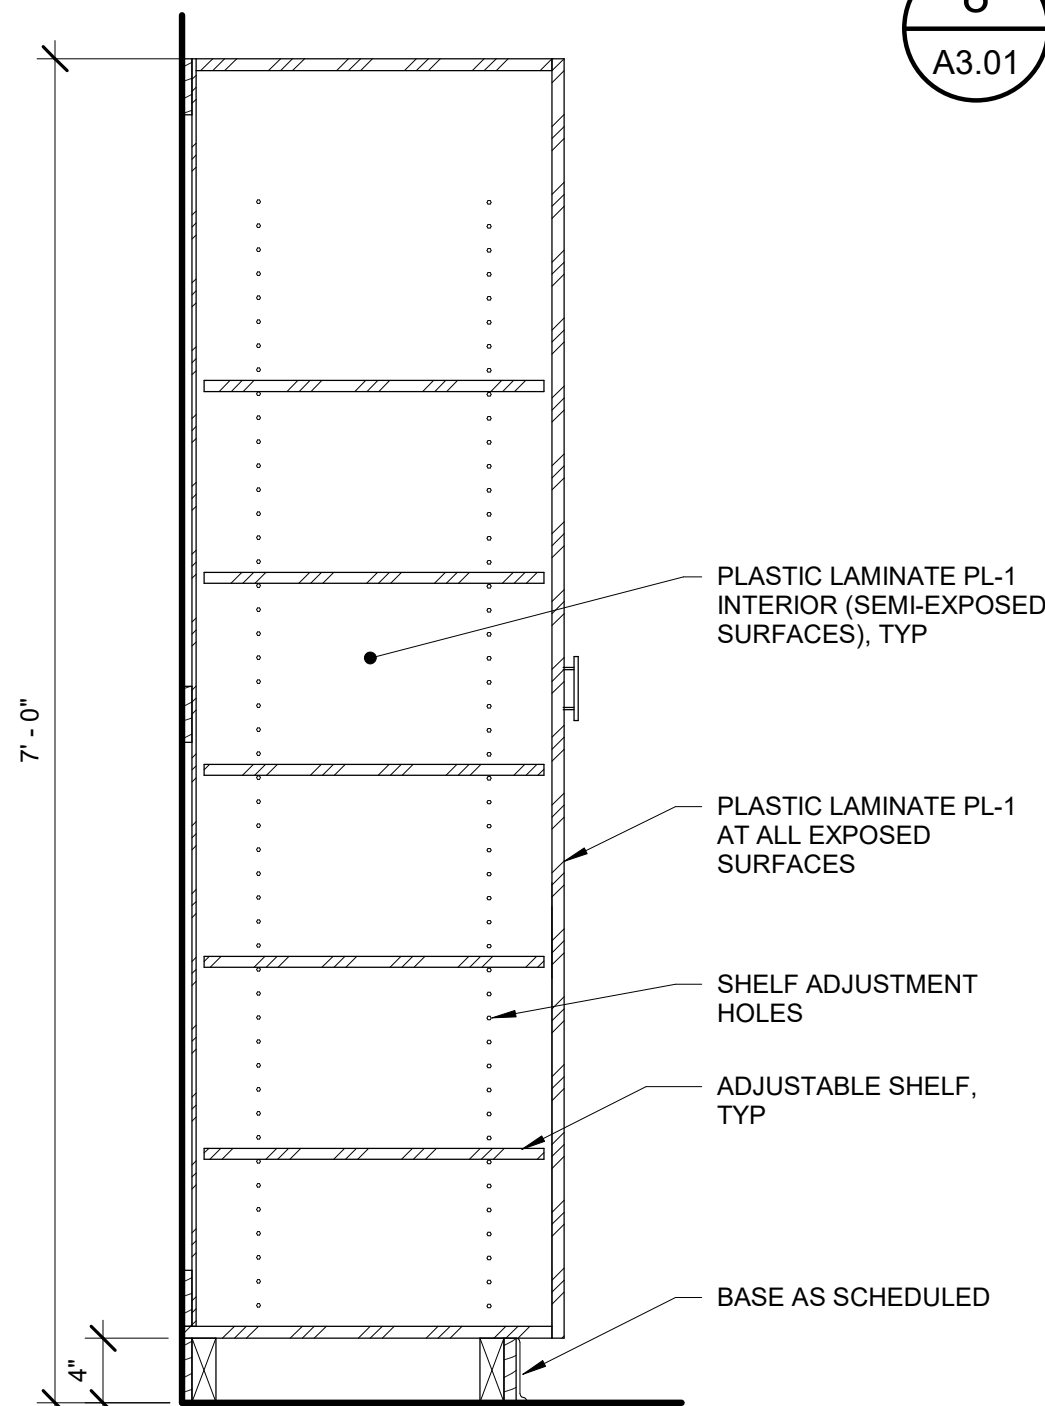 A3.01
7' - 0"
PLASTIC LAMINATE PL-1
INTERIOR (SEMI-EXPOSED
SURFACES), TYP
PLASTIC LAMINATE PL-1
AT ALL EXPOSED
SURFACES
SHELF ADJUSTMENT
HOLES
ADJUSTABLE SHELF,
TYP
BASE AS SCHEDULED
4"